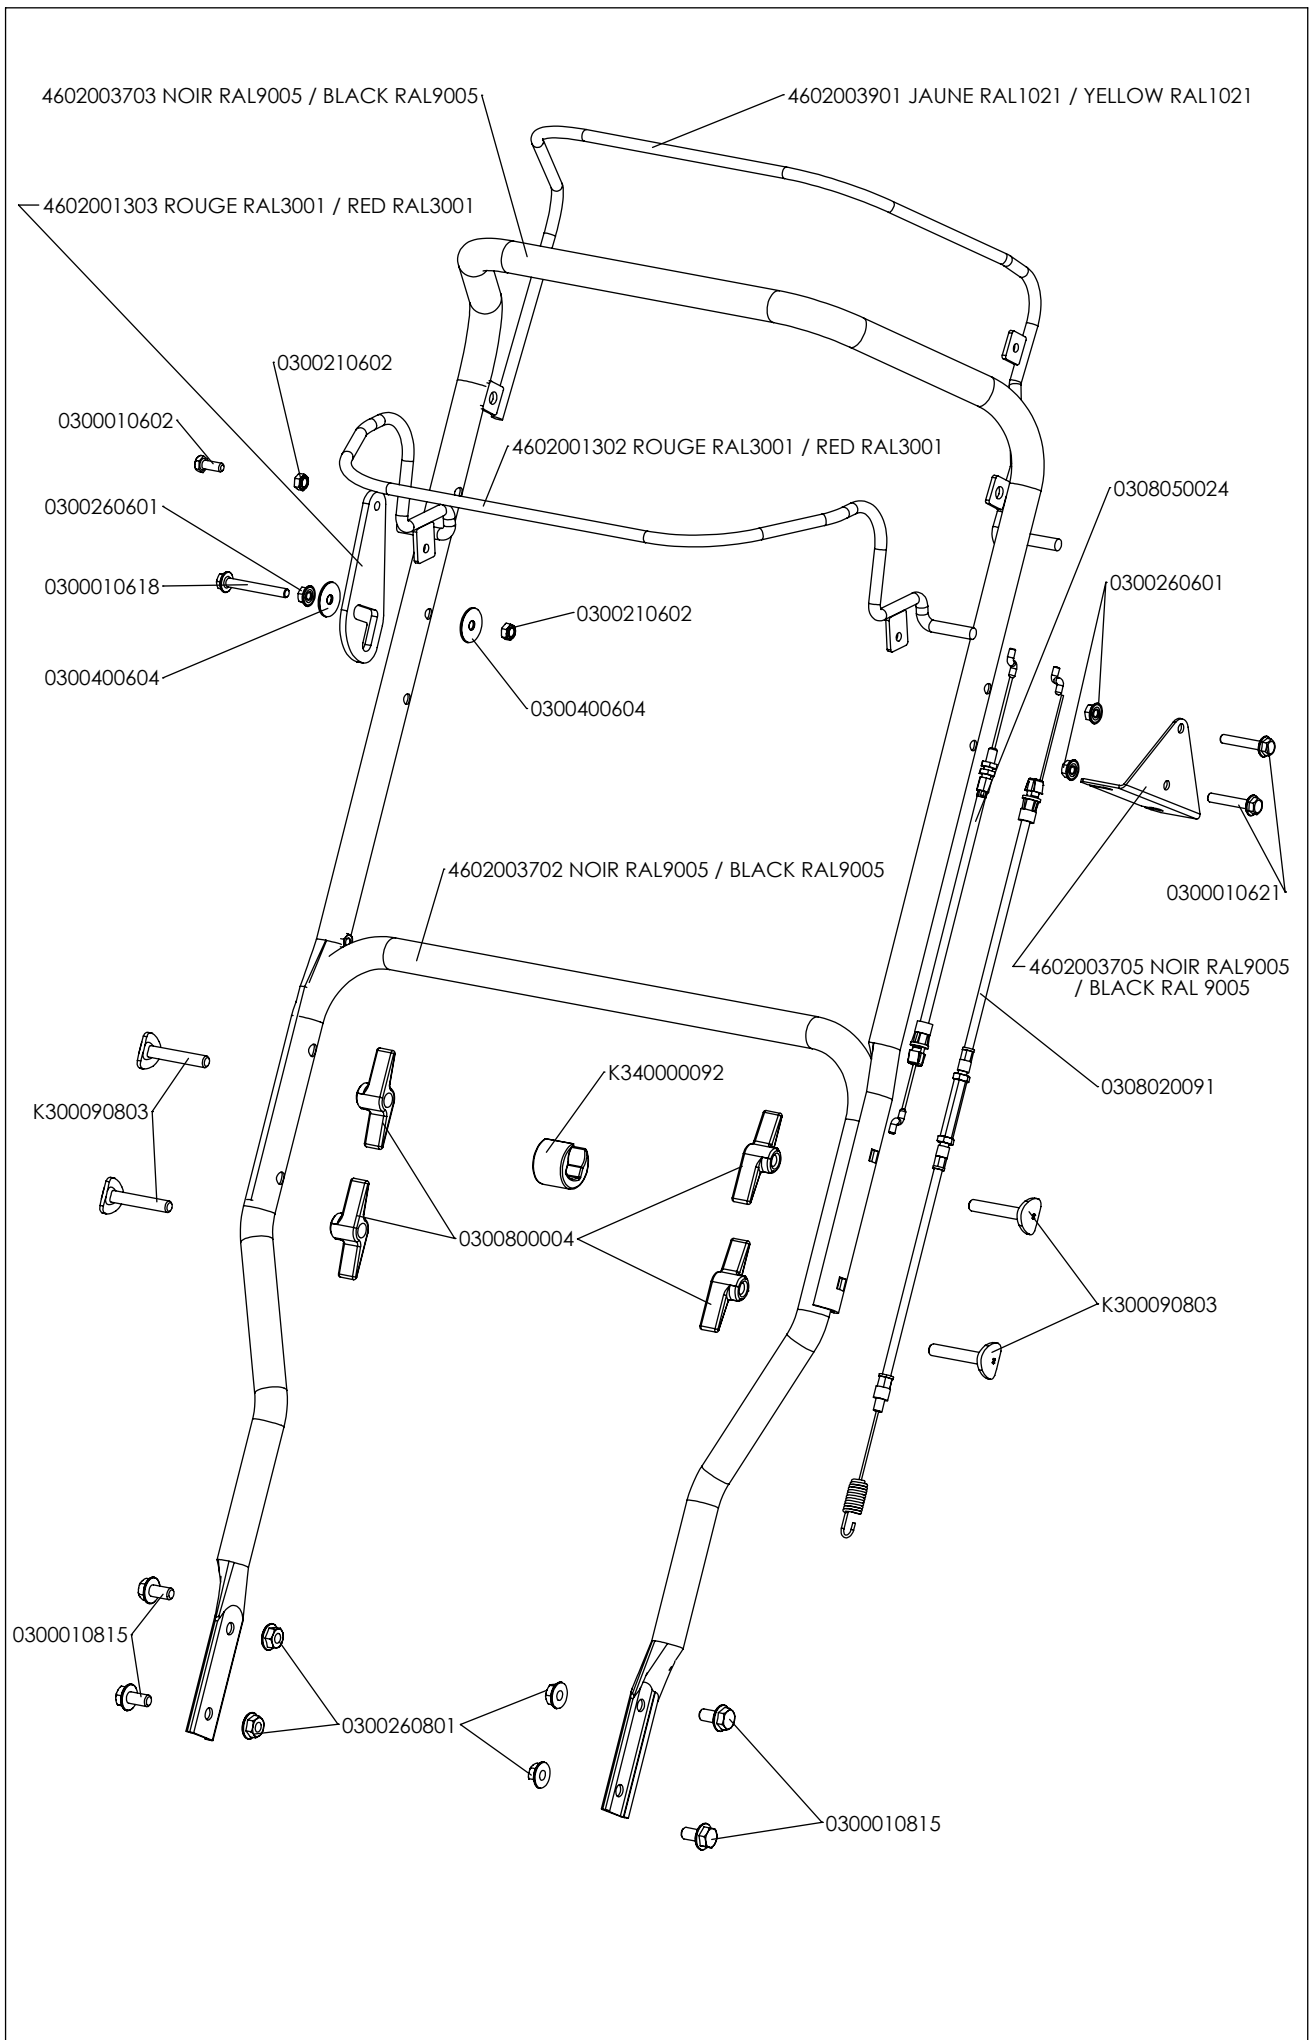 4602003703 NOIR RAL9005 / BLACK RAL9005
4602003901 JAUNE RAL1021 / YELLOW RAL1021
4602001303 ROUGE RAL3001 / RED RAL3001
0300210602
0300010602
4602001302 ROUGE RAL3001 / RED RAL3001
0308050024
0300260601
0300010618
0300260601
0300210602
0300400604
0300400604
4602003702 NOIR RAL9005 / BLACK RAL9005
0300010621
4602003705 NOIR RAL9005
/ BLACK RAL 9005
K340000092
0308020091
K300090803
0300800004
K300090803
0300010815
0300260801
0300010815